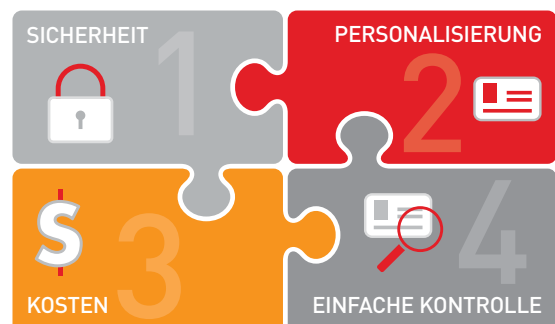 SICHERHEIT
1
PERSONALISIERUNG
2
$
3
KOSTEN
4
EINFACHE KONTROLLE